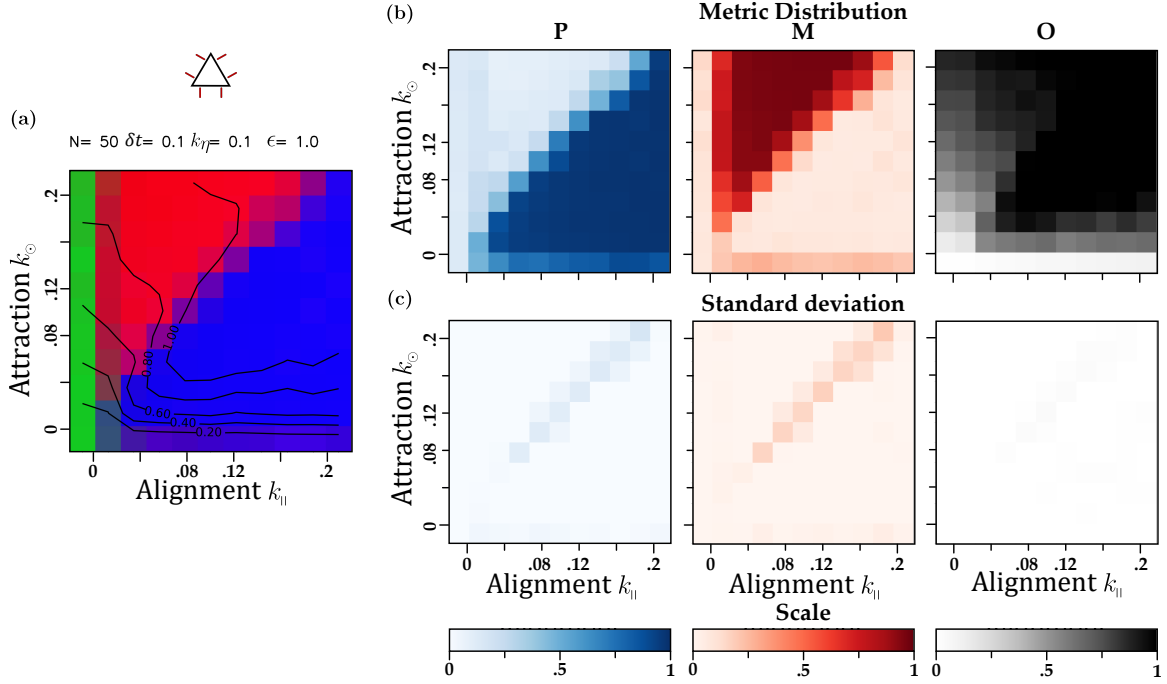 (a)
N= 50 δt= 0.1 kη= 0.1 ϵ= 1.0
Attraction k⊙
.2
.12
.08
0
1.00
0.80
0.60
0.40
0.20
0 .08 .12 .2
Alignment k||
(b)
Metric Distribution
P M O
Attraction k⊙
.2
.12
.08
0
(c)
Standard deviation
Attraction k⊙
.2
.12
.08
0
0 .08 .12 .2
0 .08 .12 .2
0 .08 .12 .2
Alignment k||
Alignment k||
Alignment k||
Scale
0 .5 1
0 .5 1
0 .5 1